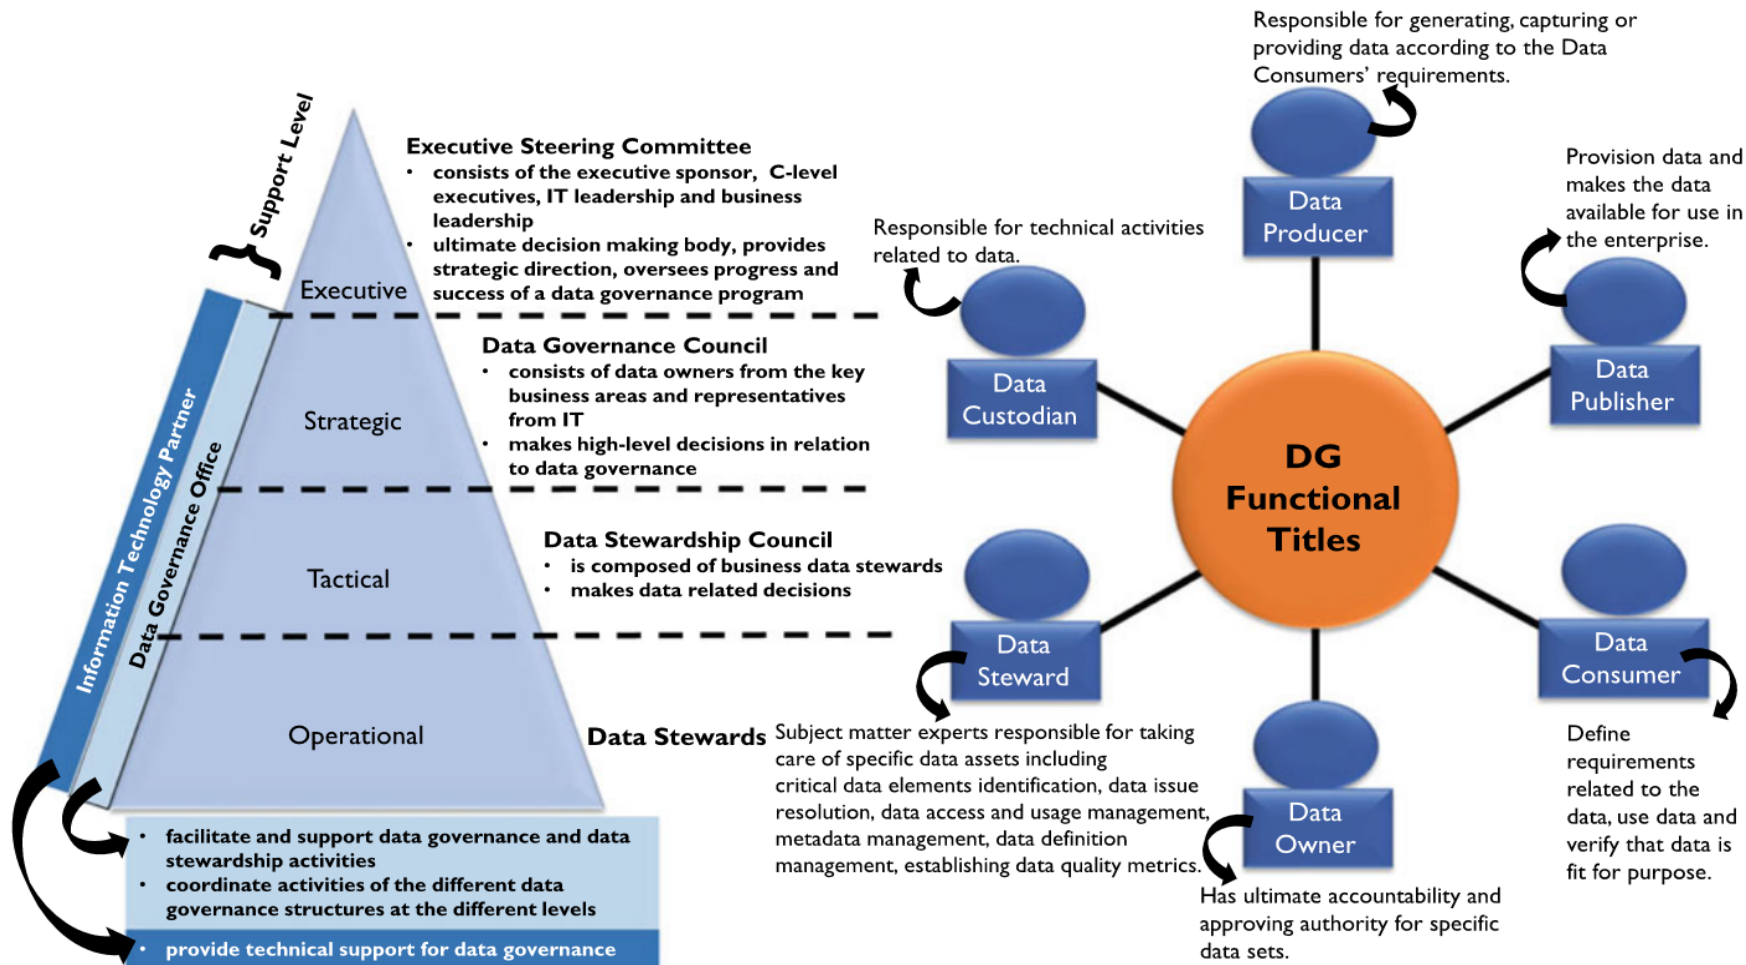 Support Level
Information Technology Partner
Data Governance Office
Executive
Strategic
Tactical
Operational
Executive Steering Committee
• consists of the executive sponsor, C-level
executives, IT leadership and business
leadership
• ultimate decision making body, provides
strategic direction, oversees progress and
success of a data governance program
Data Governance Council
• consists of data owners from the key
business areas and representatives
from IT
• makes high-level decisions in relation
to data governance
Data Stewardship Council
• is composed of business data stewards
• makes data related decisions
Data Stewards
• facilitate and support data governance and data
stewardship activities
• coordinate activities of the different data
governance structures at the different levels
• provide technical support for data governance
DG
Functional
Titles
Responsible for generating, capturing or
providing data according to the Data
Consumers’ requirements.
Data
Producer
Provision data and
makes the data
available for use in
the enterprise.
Data
Publisher
Responsible for technical activities
related to data.
Data
Custodian
Data
Steward
Subject matter experts responsible for taking
care of specific data assets including
critical data elements identification, data issue
resolution, data access and usage management,
metadata management, data definition
management, establishing data quality metrics.
Data
Owner
Has ultimate accountability and
approving authority for specific
data sets.
Data
Consumer
Define
requirements
related to the
data, use data and
verify that data is
fit for purpose.